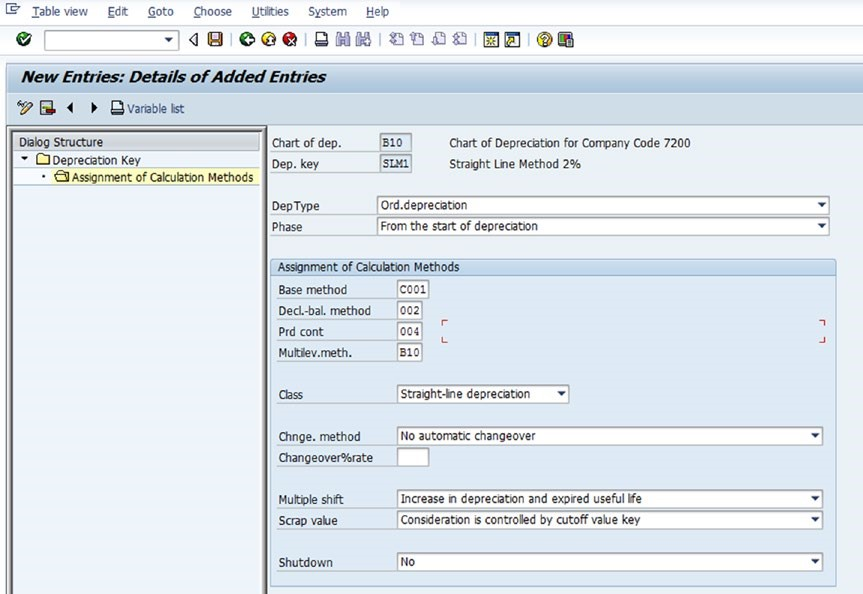 Table view Edit Goto Choose Utilities System Help
New Entries: Details of Added Entries
Variable list
Dialog Structure
Depreciation Key
Assignment of Calculation Methods
Chart of dep. B10 Chart of Depreciation for Company Code 7200
Dep. key SLM1 Straight Line Method 2%
DepType Ord.depreciation
Phase From the start of depreciation
Assignment of Calculation Methods
Base method C001
Decl.-bal. method 002
Prd cont 004
Multilev.meth. B10
Class Straight-line depreciation
Chnge. method No automatic changeover
Changeover%rate
Multiple shift Increase in depreciation and expired useful life
Scrap value Consideration is controlled by cutoff value key
Shutdown No